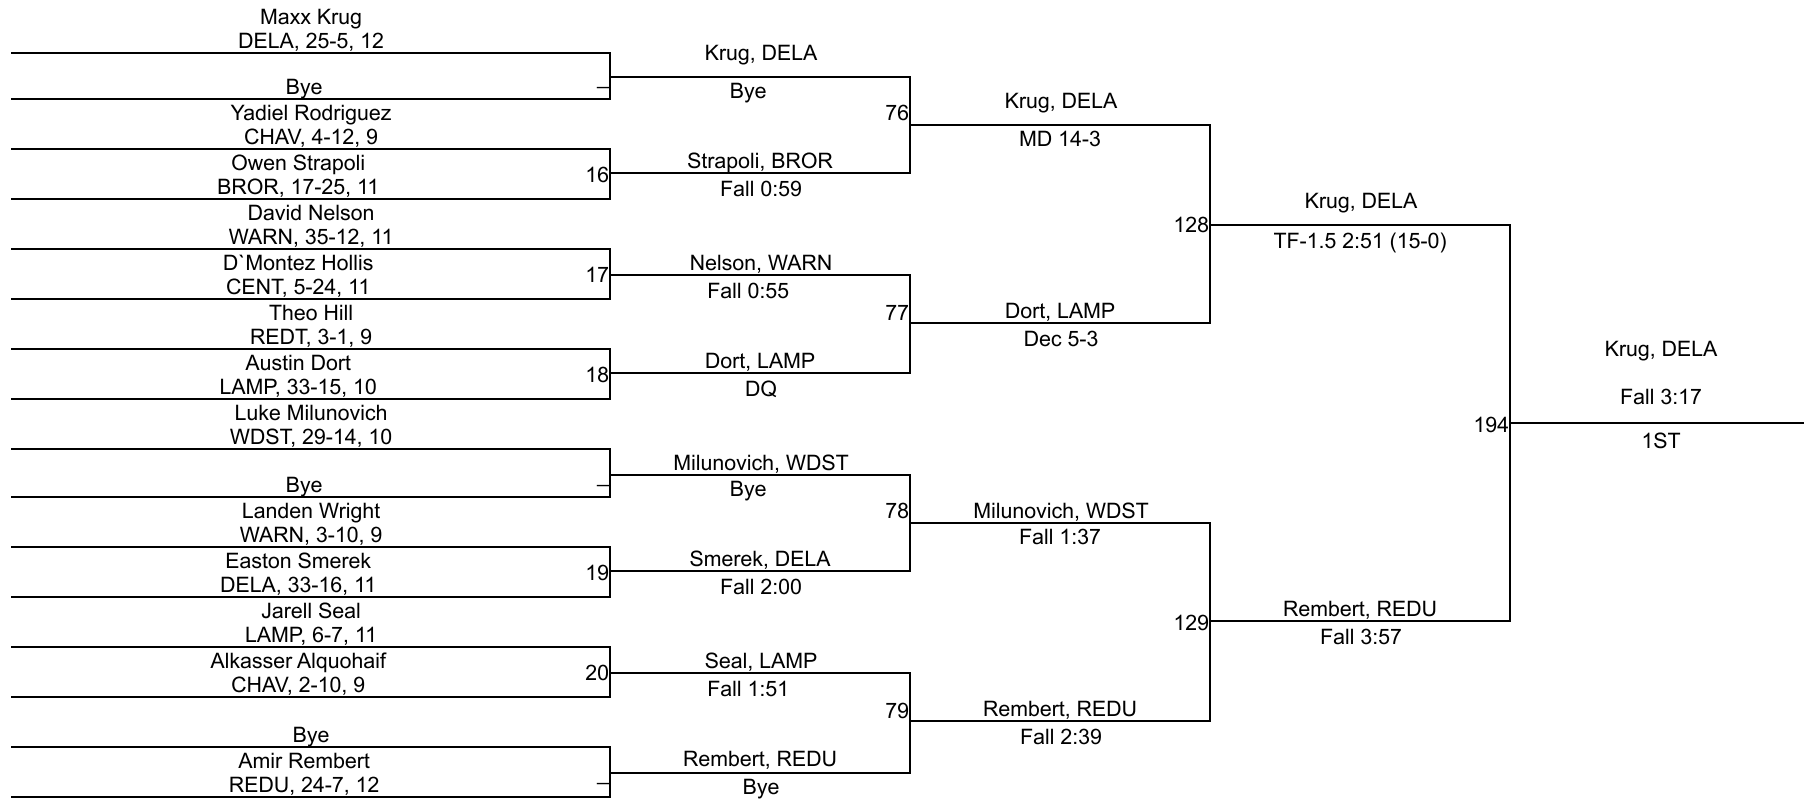 Maxx Krug
DELA, 25-5, 12
Bye
Yadiel Rodriguez
CHAV, 4-12, 9
Owen Strapoli
BROR, 17-25, 11
David Nelson
WARN, 35-12, 11
D`Montez Hollis
CENT, 5-24, 11
Theo Hill
REDT, 3-1, 9
Austin Dort
LAMP, 33-15, 10
Luke Milunovich
WDST, 29-14, 10
Bye
Landen Wright
WARN, 3-10, 9
Easton Smerek
DELA, 33-16, 11
Jarell Seal
LAMP, 6-7, 11
Alkasser Alquohaif
CHAV, 2-10, 9
Bye
Amir Rembert
REDU, 24-7, 12
–
16
17
18
–
19
20
–
Krug, DELA
Bye
Strapoli, BROR
Fall 0:59
Nelson, WARN
Fall 0:55
Dort, LAMP
DQ
Milunovich, WDST
Bye
Smerek, DELA
Fall 2:00
Seal, LAMP
Fall 1:51
Rembert, REDU
Bye
76
77
78
79
Krug, DELA
MD 14-3
Dort, LAMP
Dec 5-3
Milunovich, WDST
Fall 1:37
Rembert, REDU
Fall 2:39
128
129
Krug, DELA
TF-1.5 2:51 (15-0)
Rembert, REDU
Fall 3:57
194
Krug, DELA
Fall 3:17
1ST